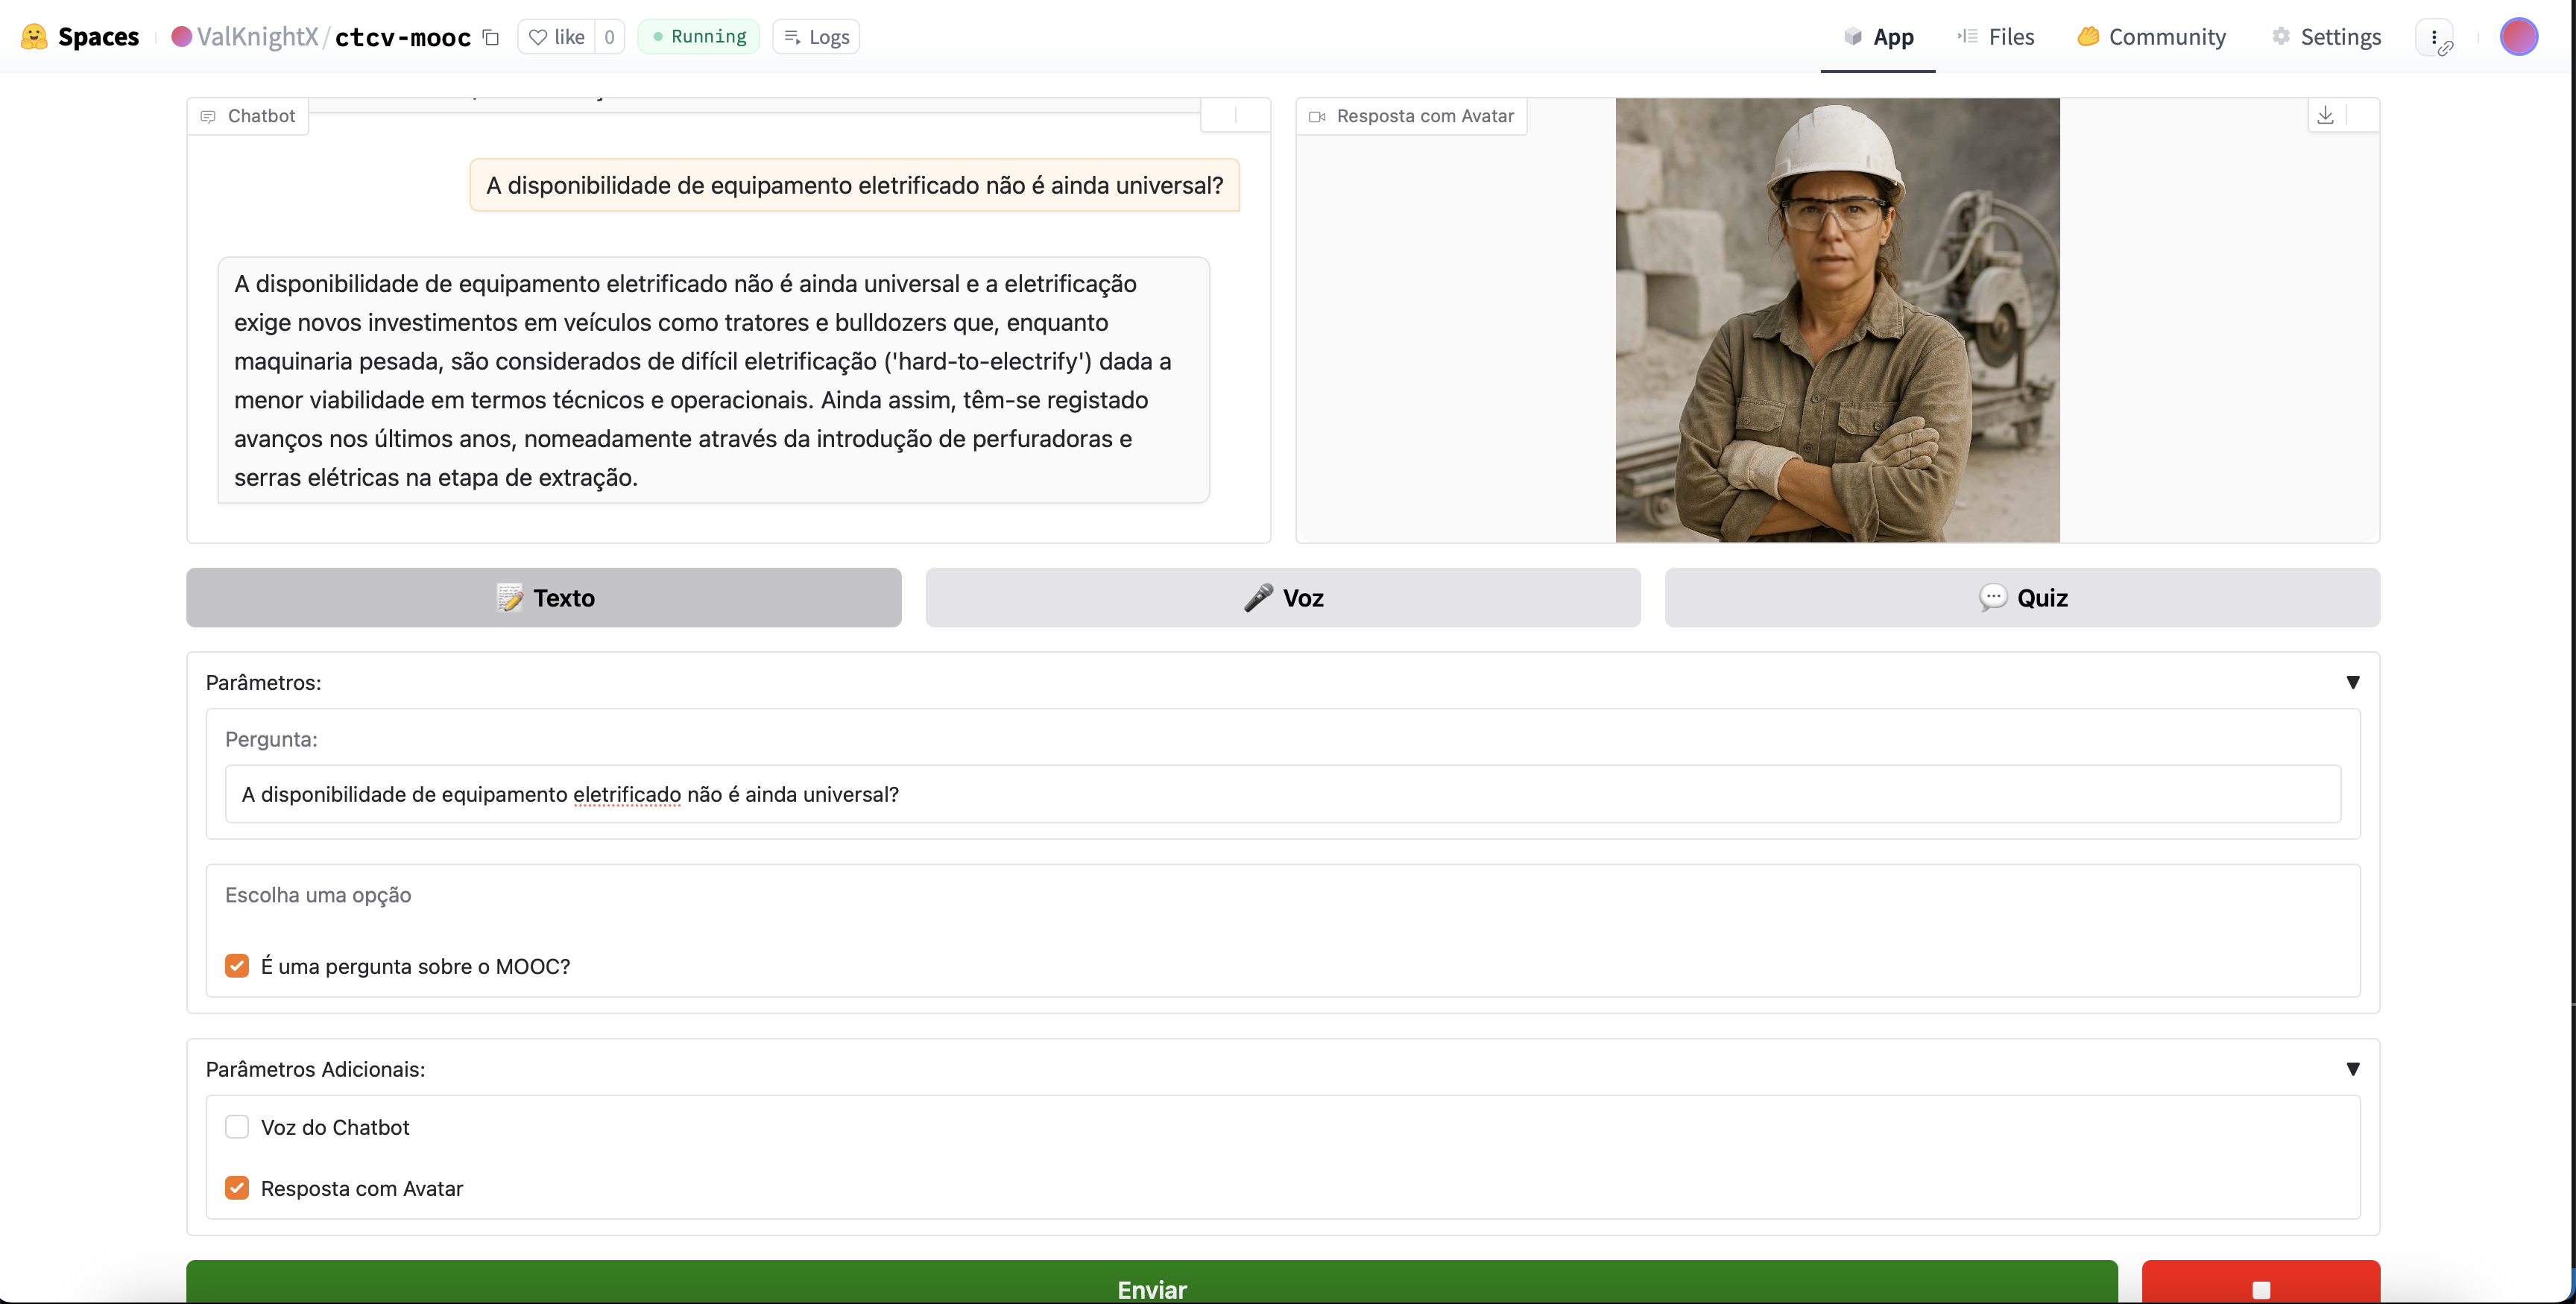 Spaces
ValKnightX/ctcv-mooc
like 0
Running
Logs
App
Files
Community
Settings
Chatbot
A disponibilidade de equipamento eletrificado não é ainda universal?
A disponibilidade de equipamento eletrificado não é ainda universal e a eletrificação
exige novos investimentos em veículos como tratores e bulldozers que, enquanto
maquinaria pesada, são considerados de difícil eletrificação ('hard-to-electrify') dada a
menor viabilidade em termos técnicos e operacionais. Ainda assim, têm-se registado
avanços nos últimos anos, nomeadamente através da introdução de perfuradoras e
serras elétricas na etapa de extração.
Resposta com Avatar
Texto
Voz
Quiz
Parâmetros:
Pergunta:
A disponibilidade de equipamento eletrificado não é ainda universal?
Escolha uma opção
É uma pergunta sobre o MOOC?
Parâmetros Adicionais:
Voz do Chatbot
Resposta com Avatar
Enviar